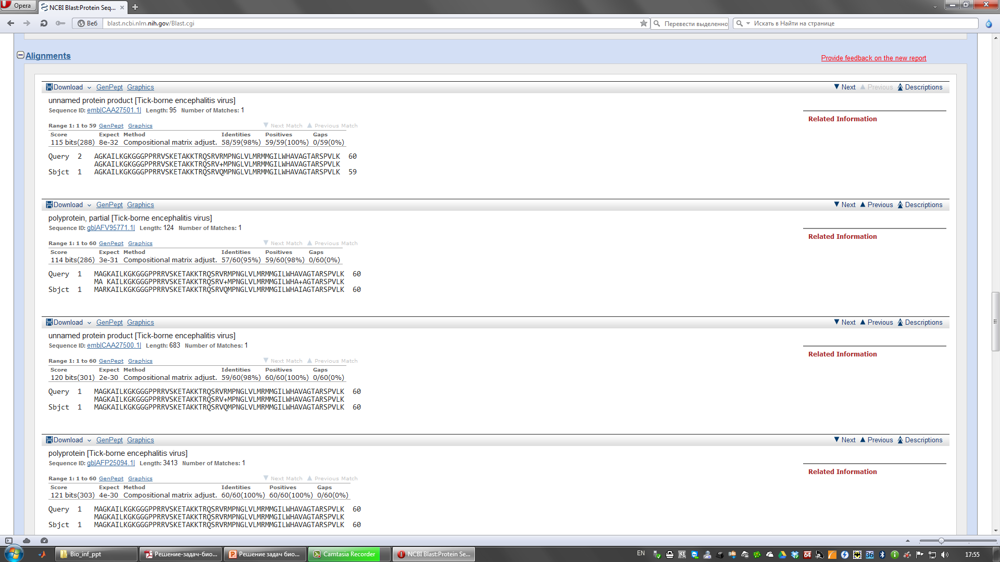 Opera
NCBI Blast:Protein Seq...
Веб
blast.ncbi.nlm.nih.gov/Blast.cgi
Перевести выделенно
Искать в Найти на странице
Alignments
Provide feedback on the new report
Download GenPept Graphics Next Previous Descriptions
unnamed protein product [Tick-borne encephalitis virus]
Sequence ID: emb|CAA27501.1| Length: 95 Number of Matches: 1
Related Information
Range 1: 1 to 59 GenPept Graphics Next Match Previous Match
Score Expect Method Identities Positives Gaps
115 bits(288) 8e-32 Compositional matrix adjust. 58/59(98%) 59/59(100%) 0/59(0%)
Query 2 AGKAILKGKGGGPPRRVSKETAKKTRQSRVRMPNGLVLMRMMGILWHAVAGTARSPVLK 60
AGKAILKGKGGGPPRRVSKETAKKTRQSRV+MPNGLVLMRMMGILWHAVAGTARSPVLK
Sbjct 1 AGKAILKGKGGGPPRRVSKETAKKTRQSRVQMPNGLVLMRMMGILWHAVAGTARSPVLK 59
Download GenPept Graphics Next Previous Descriptions
polyprotein, partial [Tick-borne encephalitis virus]
Sequence ID: gb|AFV95771.1| Length: 124 Number of Matches: 1
Related Information
Range 1: 1 to 60 GenPept Graphics Next Match Previous Match
Score Expect Method Identities Positives Gaps
114 bits(286) 3e-31 Compositional matrix adjust. 57/60(95%) 59/60(98%) 0/60(0%)
Query 1 MAGKAILKGKGGGPPRRVSKETAKKTRQSRVRMPNGLVLMRMMGILWHAVAGTARSPVLK 60
MA KAILKGKGGGPPRRVSKETAKKTRQSRV+MPNGLVLMRMMGILWHA+AGTARSPVLK
Sbjct 1 MARKAILKGKGGGPPRRVSKETAKKTRQSRVQMPNGLVLMRMMGILWHAIAGTARSPVLK 60
Download GenPept Graphics Next Previous Descriptions
unnamed protein product [Tick-borne encephalitis virus]
Sequence ID: emb|CAA27500.1| Length: 683 Number of Matches: 1
Related Information
Range 1: 1 to 60 GenPept Graphics Next Match Previous Match
Score Expect Method Identities Positives Gaps
120 bits(301) 2e-30 Compositional matrix adjust. 59/60(98%) 60/60(100%) 0/60(0%)
Query 1 MAGKAILKGKGGGPPRRVSKETAKKTRQSRVRMPNGLVLMRMMGILWHAVAGTARSPVLK 60
MAGKAILKGKGGGPPRRVSKETAKKTRQSRV+MPNGLVLMRMMGILWHAVAGTARSPVLK
Sbjct 1 MAGKAILKGKGGGPPRRVSKETAKKTRQSRVQMPNGLVLMRMMGILWHAVAGTARSPVLK 60
Download GenPept Graphics Next Previous Descriptions
polyprotein [Tick-borne encephalitis virus]
Sequence ID: gb|AFP25094.1| Length: 3413 Number of Matches: 1
Related Information
Range 1: 1 to 60 GenPept Graphics Next Match Previous Match
Score Expect Method Identities Positives Gaps
121 bits(303) 4e-30 Compositional matrix adjust. 60/60(100%) 60/60(100%) 0/60(0%)
Query 1 MAGKAILKGKGGGPPRRVSKETAKKTRQSRVRMPNGLVLMRMMGILWHAVAGTARSPVLK 60
MAGKAILKGKGGGPPRRVSKETAKKTRQSRVRMPNGLVLMRMMGILWHAVAGTARSPVLK
Sbjct 1 MAGKAILKGKGGGPPRRVSKETAKKTRQSRVRMPNGLVLMRMMGILWHAVAGTARSPVLK 60
Bio_inf_ppt
Решение-задач-био...
Решение задач био...
Camtasia Recorder
NCBI Blast:Protein Se...
EN
64
36
17:55